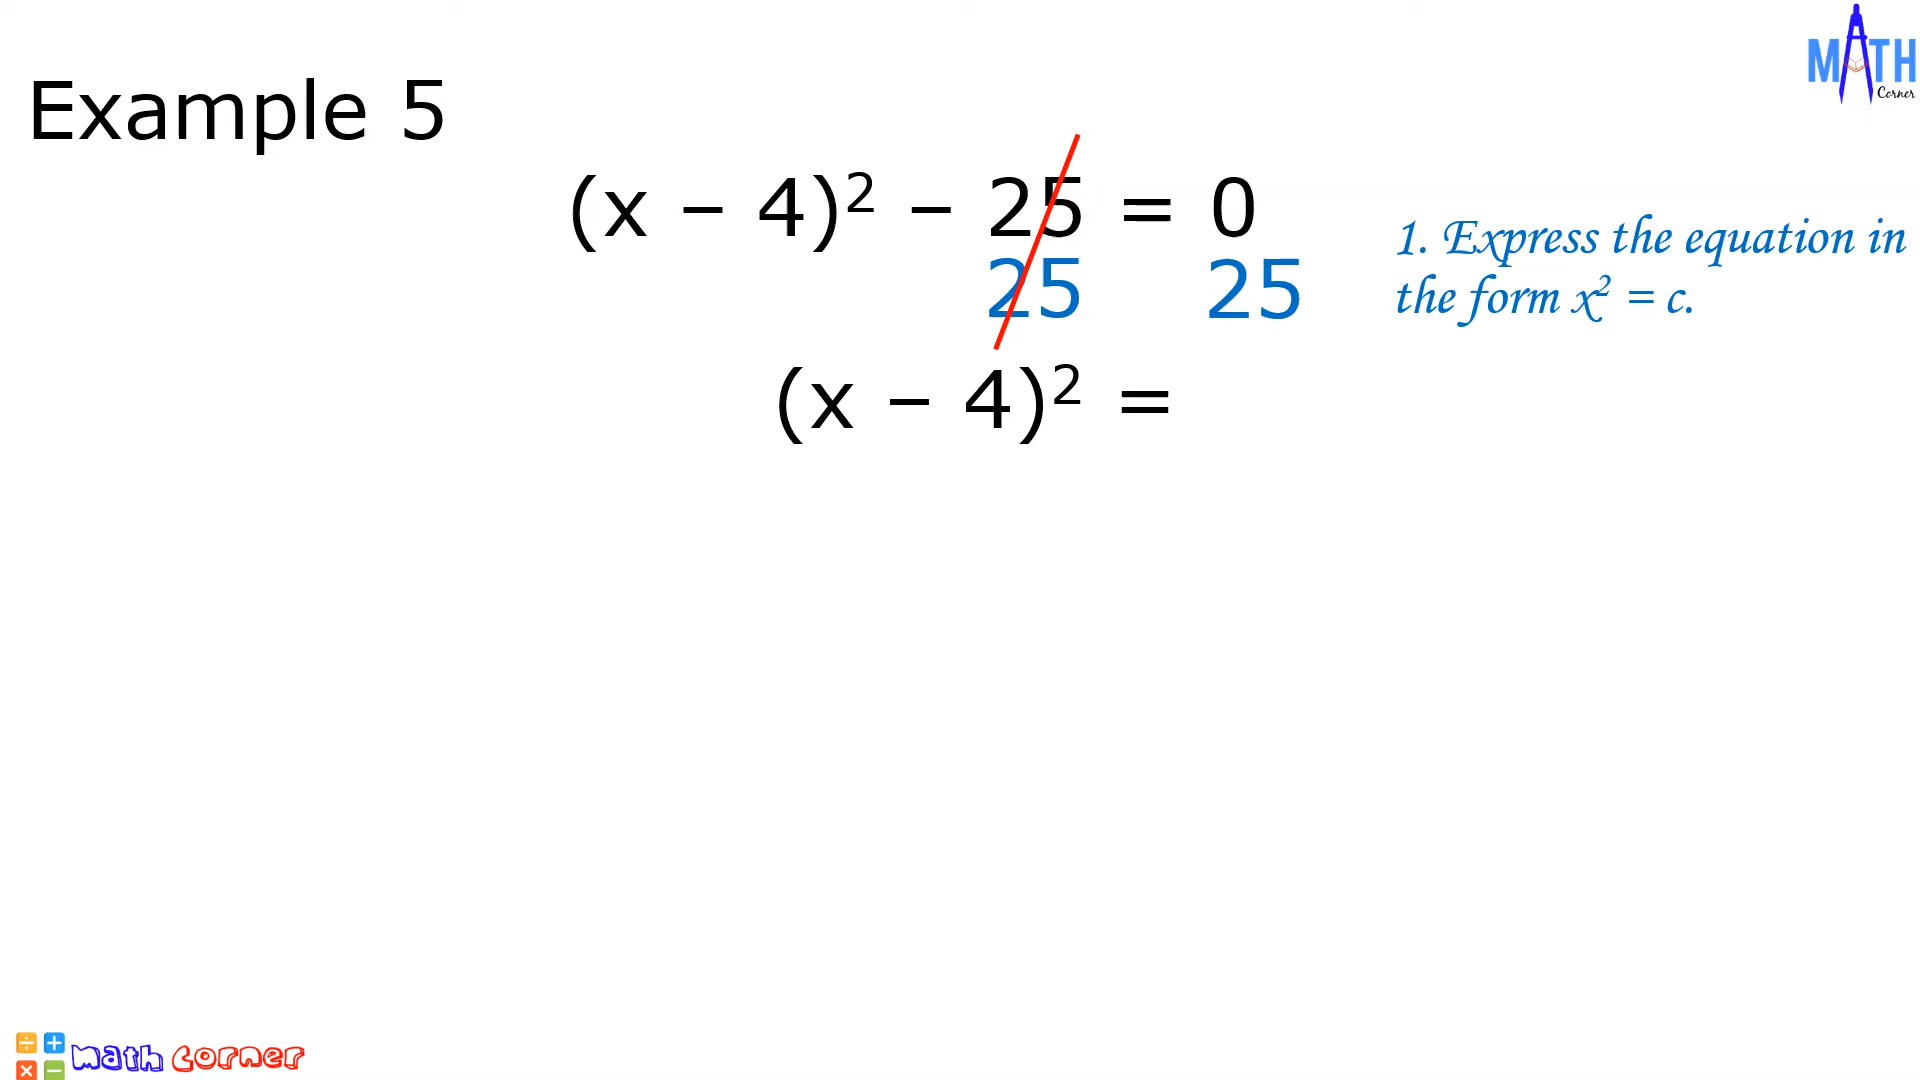 MATH
Corner
Example 5
(x – 4)² – 25 = 0
25 25
1. Express the equation in
the form x² = c.
(x – 4)² =
math corner